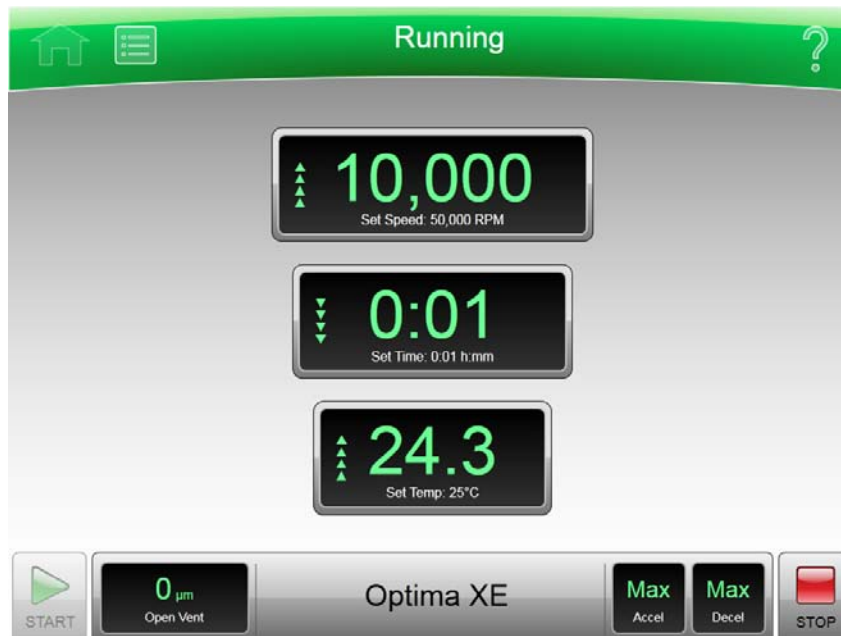 Running
?
10,000
Set Speed: 50,000 RPM
0:01
Set Time: 0:01 h:mm
24.3
Set Temp: 25°C
START
0 µm
Open Vent
Optima XE
Max
Accel
Max
Decel
STOP